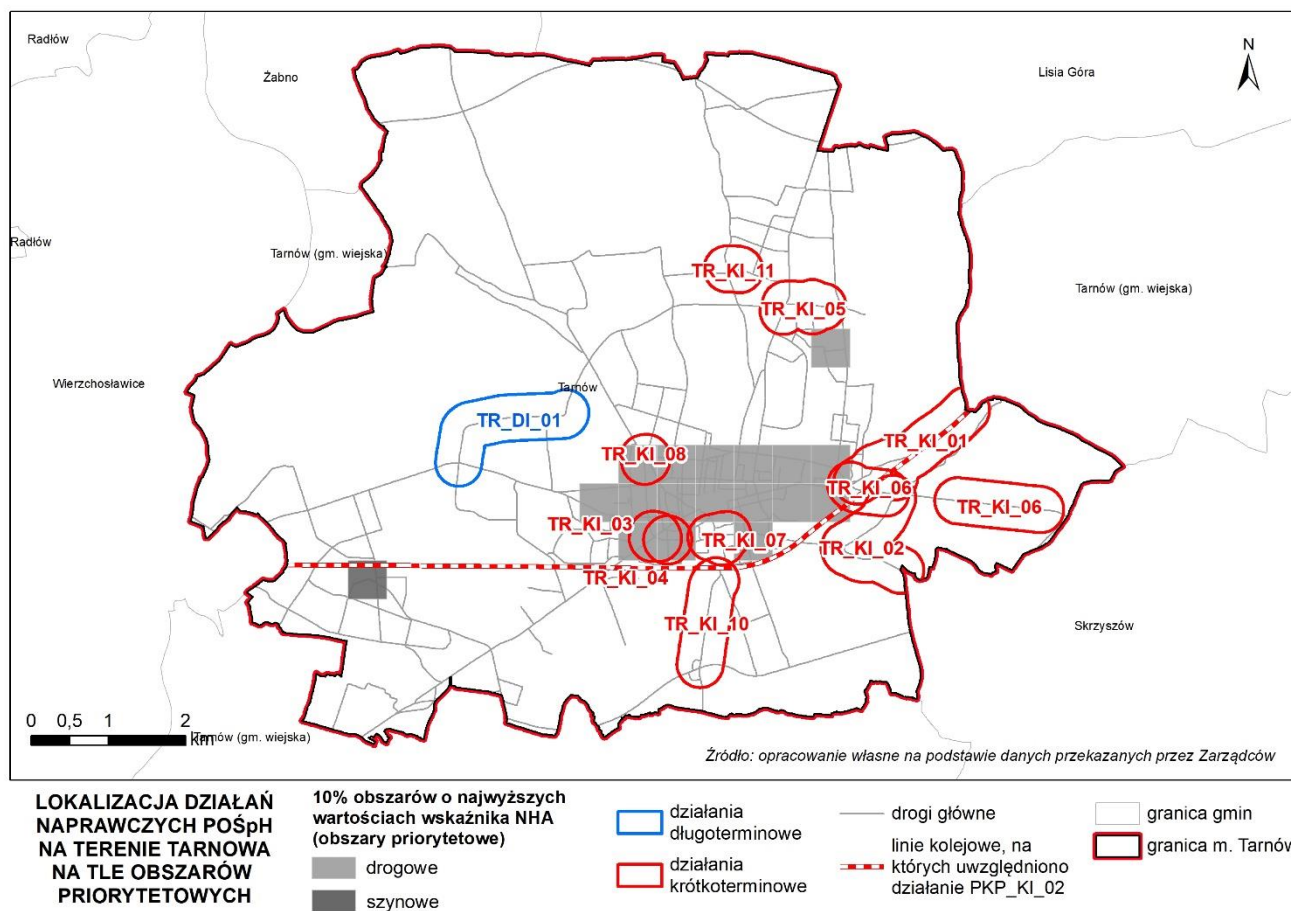 Radłów
Żabno
N
Lisia Góra
Radłów
Tarnów (gm. wiejska)
TR_KI_11
Tarnów (gm. wiejska)
TR_KI_05
Wierzchosławice
Tarnów
TR_DI_01
TR_KI_01
TR_KI_08
TR_KI_06
TR_KI_06
TR_KI_03
TR_KI_07
TR_KI_02
TR_KI_04
TR_KI_10
Skrzyszów
0 0,5 1 2
km
Tarnów (gm. wiejska)
Źródło: opracowanie własne na podstawie danych przekazanych przez Zarządców
LOKALIZACJA DZIAŁAŃ
NAPRAWCZYCH POŚpH
NA TERENIE TARNOWA
NA TLE OBSZARÓW
PRIORYTETOWYCH
10% obszarów o najwyższych
wartościach wskaźnika NHA
(obszary priorytetowe)
drogowe
szynowe
działania
długoterminowe
działania
krótkoterminowe
drogi główne
linie kolejowe, na
których uwzględniono
działanie PKP_KI_02
granica gmin
granica m. Tarnów